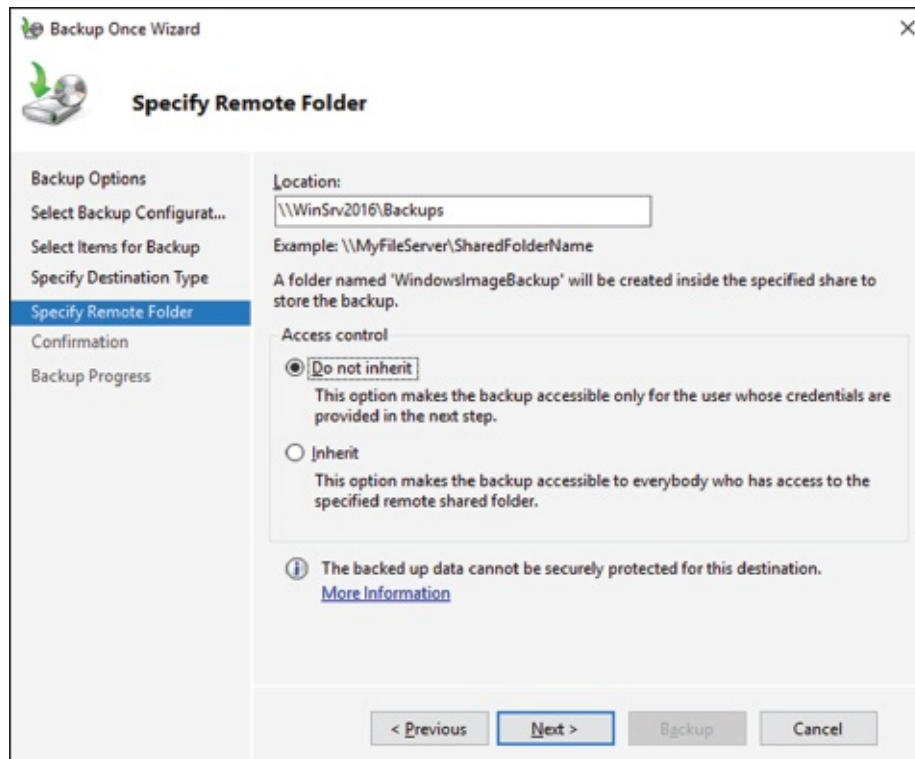 Backup Once Wizard
Specify Remote Folder
Backup Options
Select Backup Configurat...
Select Items for Backup
Specify Destination Type
Specify Remote Folder
Confirmation
Backup Progress
Location:
\\WinSrv2016\Backups
Example: \\MyFileServer\SharedFolderName
A folder named 'WindowsImageBackup' will be created inside the specified share to
store the backup.
Access control
Do not inherit
This option makes the backup accessible only for the user whose credentials are
provided in the next step.
Inherit
This option makes the backup accessible to everybody who has access to the
specified remote shared folder.
The backed up data cannot be securely protected for this destination.
More Information
< Previous
Next >
Backup
Cancel